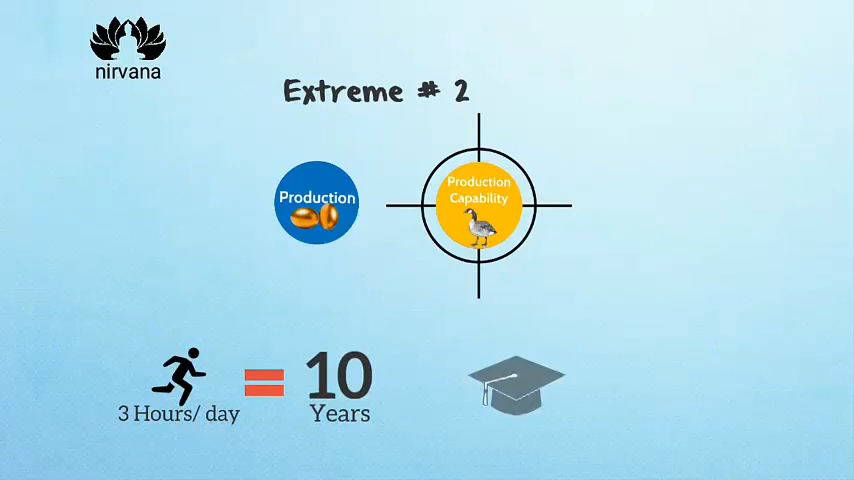 nirvana
Extreme # 2
Production
Production
Capability
3 Hours/ day
10
Years